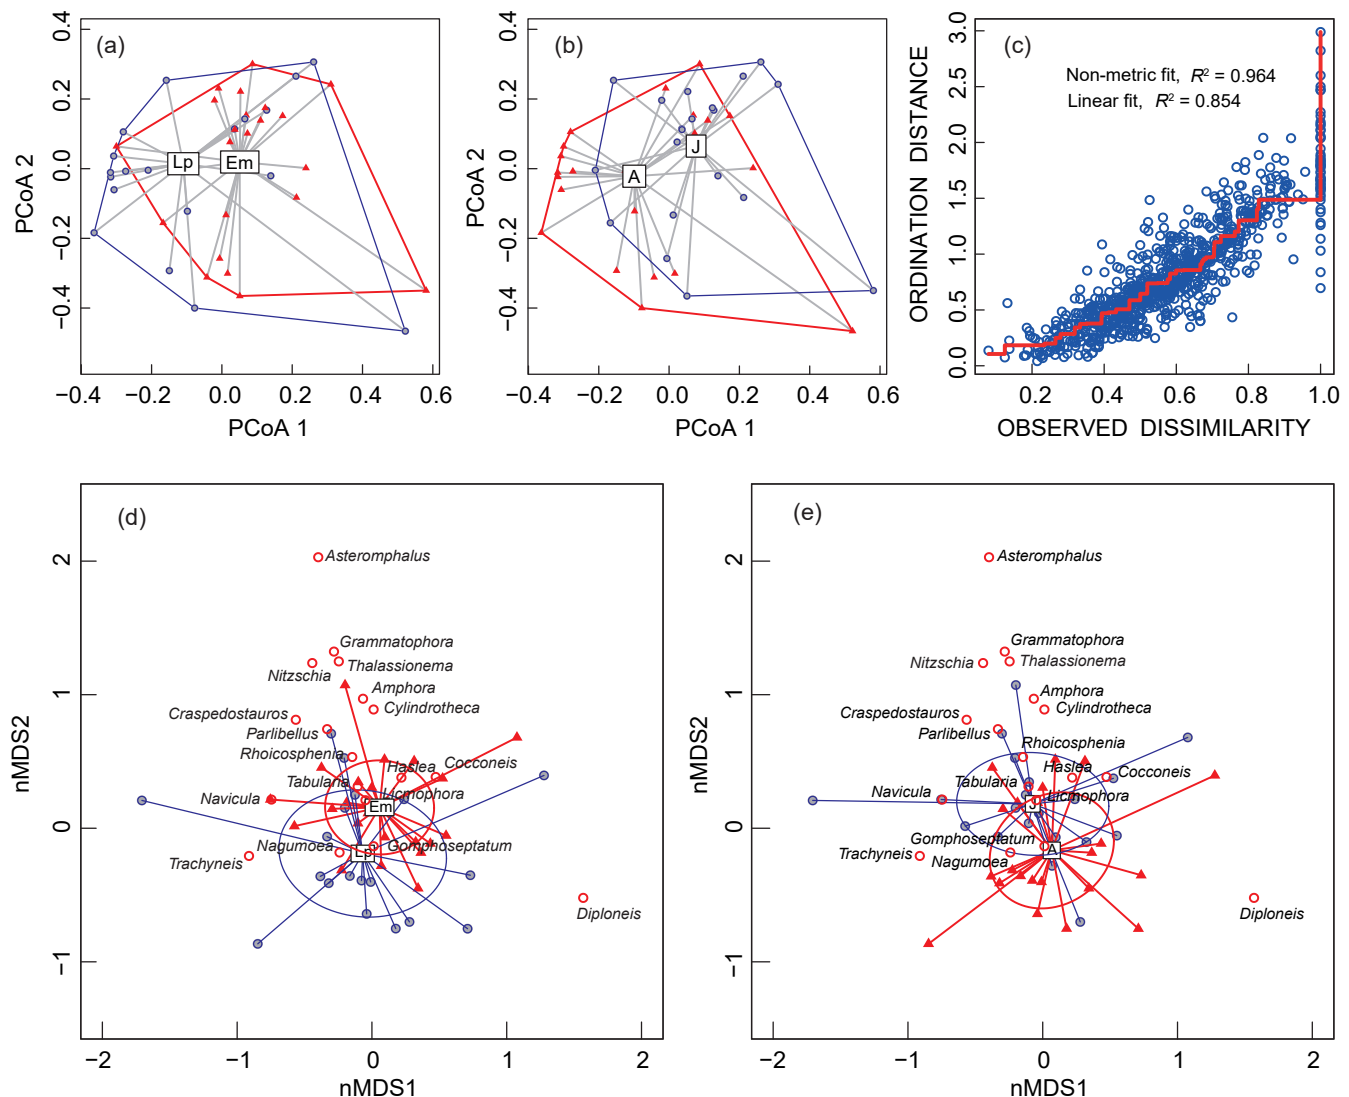 (a)
0.4
0.2
0.0
−0.2
−0.4
PCoA 2
Lp
Em
−0.4 −0.2 0.0 0.2 0.4 0.6
PCoA 1
(b)
0.4
0.2
0.0
−0.2
−0.4
PCoA 2
A
J
−0.4 −0.2 0.0 0.2 0.4 0.6
PCoA 1
(c)
3.0
2.5
2.0
1.5
1.0
0.5
0.0
ORDINATION DISTANCE
Non-metric fit, R² = 0.964
Linear fit, R² = 0.854
0.2 0.4 0.6 0.8 1.0
OBSERVED DISSIMILARITY
(d)
2
1
0
−1
nMDS2
Asteromphalus
Grammatophora
Thalassionema
Nitzschia
Amphora
Cylindrotheca
Craspedostauros
Parlibellus
Rhoicosphenia
Haslea
Cocconeis
Tabularia
Licmophora
Navicula
Em
Nagumoea
Lp
Gomphoseptatum
Trachyneis
Diploneis
−2 −1 0 1 2
nMDS1
(e)
2
1
0
−1
nMDS2
Asteromphalus
Grammatophora
Thalassionema
Nitzschia
Amphora
Cylindrotheca
Craspedostauros
Parlibellus
Rhoicosphenia
Haslea
Cocconeis
Tabularia
Licmophora
Navicula
J
Gomphoseptatum
A
Trachyneis
Nagumoea
Diploneis
−2 −1 0 1 2
nMDS1